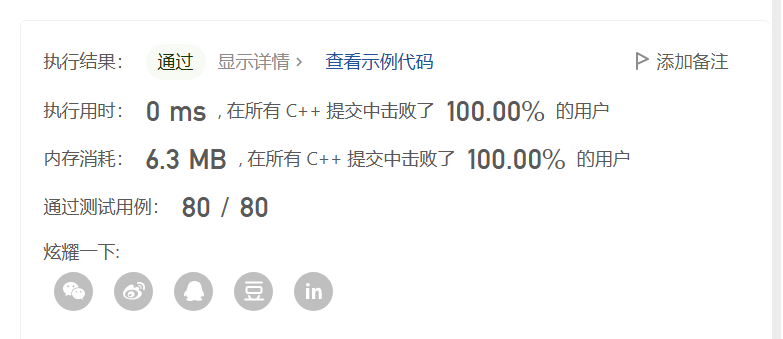 执行结果： 通过 显示详情 › 查看示例代码 添加备注
执行用时： 0 ms , 在所有 C++ 提交中击败了 100.00% 的用户
内存消耗： 6.3 MB , 在所有 C++ 提交中击败了 100.00% 的用户
通过测试用例： 80 / 80
炫耀一下:
豆 in